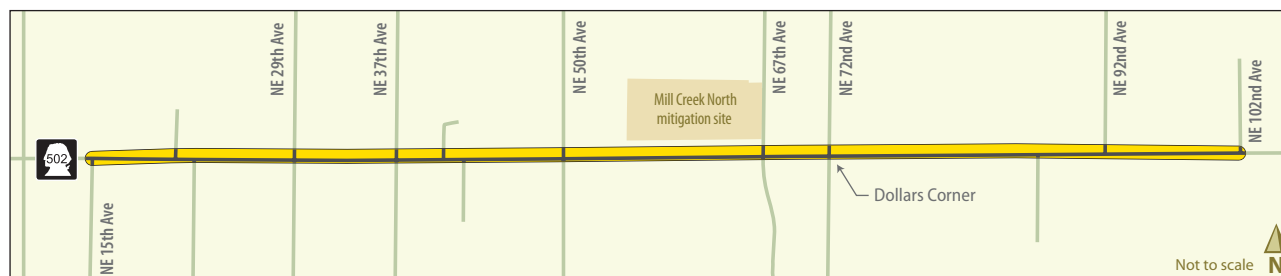 NE 29th Ave
NE 37th Ave
NE 50th Ave
NE 67th Ave
NE 72nd Ave
NE 92nd Ave
NE 102nd Ave
Mill Creek North
mitigation site
502
Dollars Corner
NE 15th Ave
Not to scale
N